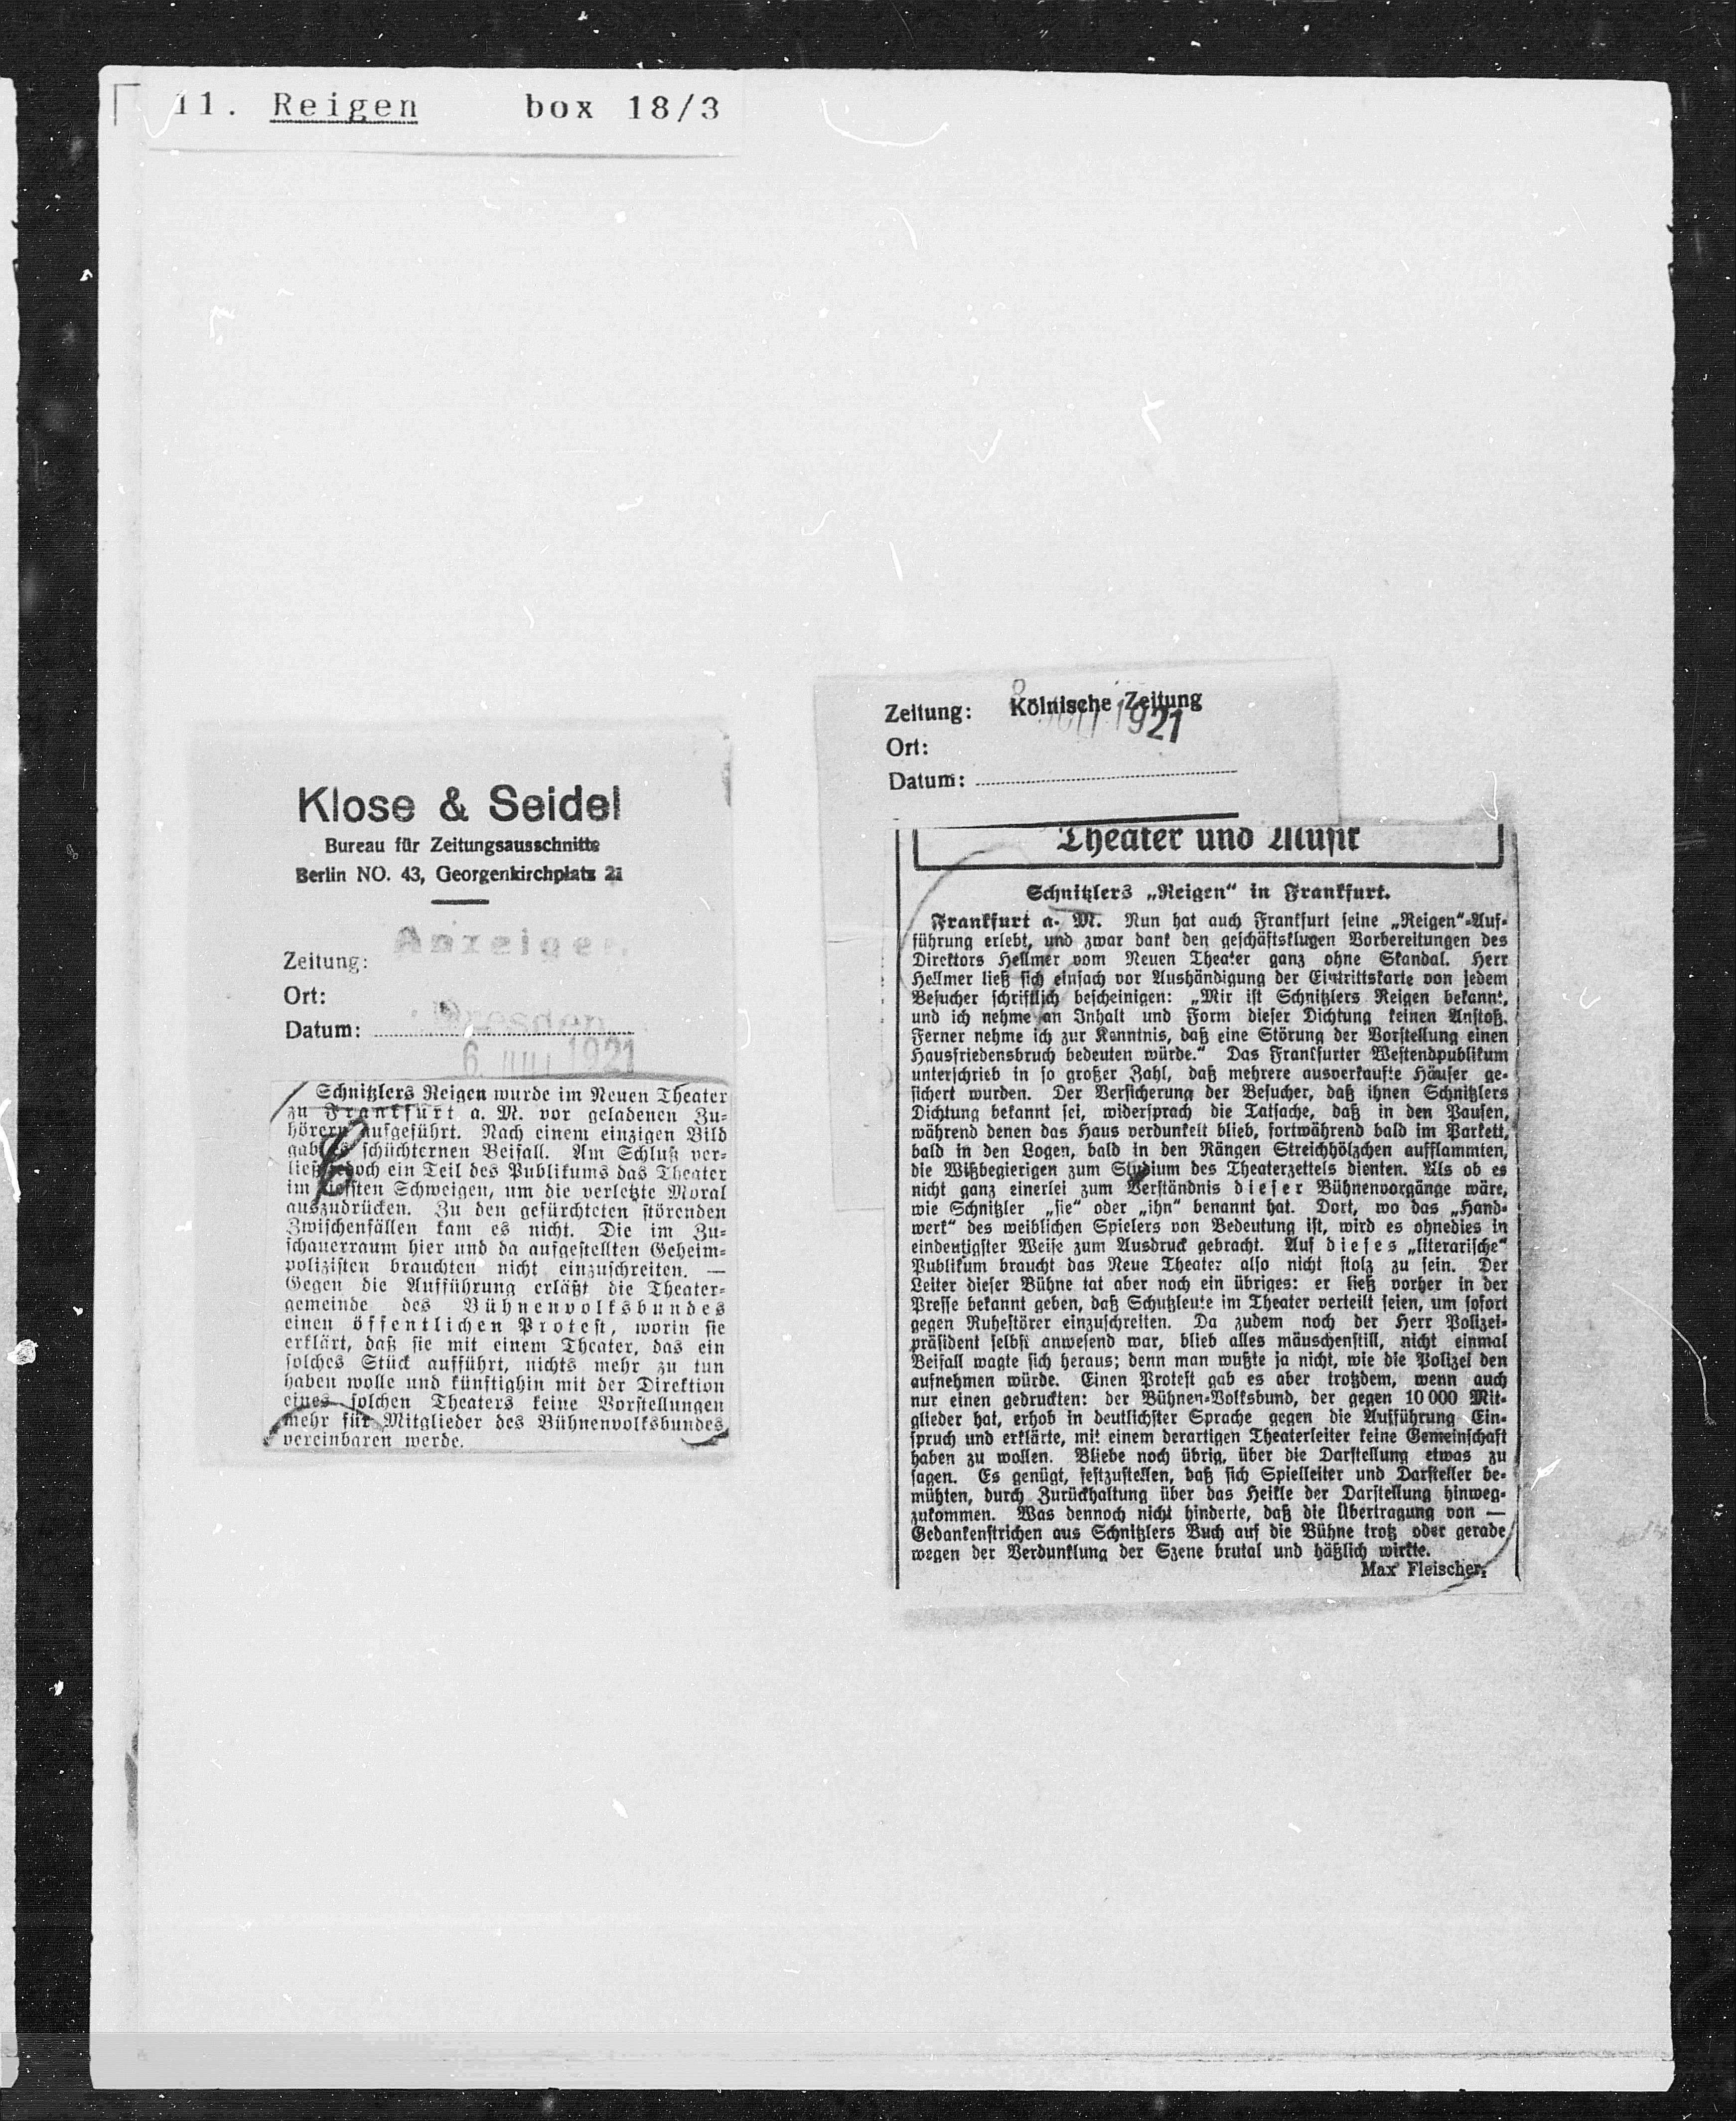 11. Reigen box 18/3
Klose & Seidel
Bureau für Zeitungsausschnitte
Berlin NO. 43, Georgenkirchplatz 21
Anzeiger
Zeitung:
Ort:
Dresden
Datum:
6. 1921
Schnitzlers Reigen wurde im Neuen Theater
zu Frankfurt a. M. vor geladenen Zu-
hörern aufgeführt. Nach einem einzigen Bild
gab es schüchternen Beifall. Am Schluß ver-
ließ jedoch ein Teil des Publikums das Theater
im tiefsten Schweigen, um die verletzte Moral
auszudrücken. Zu den gefürchteten störenden
Zwischenfällen kam es nicht. Die im Zu-
schauerraum hier und da aufgestellten Geheim-
polizisten brauchten nicht einzuschreiten. —
Gegen die Aufführung erläßt die Theater-
gemeinde des Bühnenvolksbundes
einen öffentlichen Protest, worin sie
erklärt, daß sie mit einem Theater, das ein
solches Stück aufführt, nichts mehr zu tun
haben wolle und künftighin mit der Direktion
eines solchen Theaters keine Vorstellungen
mehr für Mitglieder des Bühnenvolksbundes
vereinbaren werde.
Zeitung: Kölnische Zeitung
1921
Ort:
Datum:
Theater und Musik
Schnitzlers „Reigen“ in Frankfurt.
Frankfurt a. M. Nun hat auch Frankfurt seine „Reigen“-Auf-
führung erlebt, und zwar dank den geschäftsklugen Vorbereitungen des
Direktors Hellmer vom Neuen Theater ganz ohne Skandal. Herr
Hellmer ließ sich einfach vor Aushändigung der Eintrittskarte von jedem
Besucher schriftlich bescheinigen: „Mir ist Schnitzlers Reigen bekannt,
und ich nehme an Inhalt und Form dieser Dichtung keinen Anstoß.
Ferner nehme ich zur Kenntnis, daß eine Störung der Vorstellung einen
Hausfriedensbruch bedeuten würde.“ Das Frankfurter Westendpublikum
unterschrieb in so großer Zahl, daß mehrere ausverkaufte Häuser ge-
sichert wurden. Der Versicherung der Besucher, daß ihnen Schnitzlers
Dichtung bekannt sei, widersprach die Tatsache, daß in den Pausen,
während denen das Haus verdunkelt blieb, fortwährend bald im Parkett,
bald in den Logen, bald in den Rängen Streichhölzchen aufflammten,
die Wißbegierigen zum Studium des Theaterzettels dienten. Als ob es
nicht ganz einerlei zum Verständnis dieser Bühnenvorgänge wäre,
wie Schnitzler „sie“ oder „ihn“ benannt hat. Dort, wo das „Hand-
werk“ des weiblichen Spielers von Bedeutung ist, wird es ohnedies in
eindeutigster Weise zum Ausdruck gebracht. Auf dieses „literarische“
Publikum braucht das Neue Theater also nicht stolz zu sein. Der
Leiter dieser Bühne tat aber noch ein übriges: er ließ vorher in der
Presse bekannt geben, daß Schutzleute im Theater verteilt seien, um sofort
gegen Ruhestörer einzuschreiten. Da zudem noch der Herr Polizei-
präsident selbst anwesend war, blieb alles mäuschenstill, nicht einmal
Beifall wagte sich heraus; denn man wußte ja nicht, wie die Polizei den
aufnehmen würde. Einen Protest gab es aber trotzdem, wenn auch
nur einen gedruckten: der Bühnen-Volksbund, der gegen 10 000 Mit-
glieder hat, erhob in deutlichster Sprache gegen die Aufführung Ein-
spruch und erklärte, mit einem derartigen Theaterleiter keine Gemeinschaft
haben zu wollen. Bliebe noch übrig, über die Darstellung etwas zu
sagen. Es genügt, festzustellen, daß sich Spielleiter und Darsteller be-
mühten, durch Zurückhaltung über das Heikle der Darstellung hinweg-
zukommen. Was dennoch nicht hinderte, daß die Übertragung von —
Gedankenstrichen aus Schnitzlers Buch auf die Bühne trotz oder gerade
wegen der Verdunklung der Szene brutal und häßlich wirkte.
Max Fleischer.